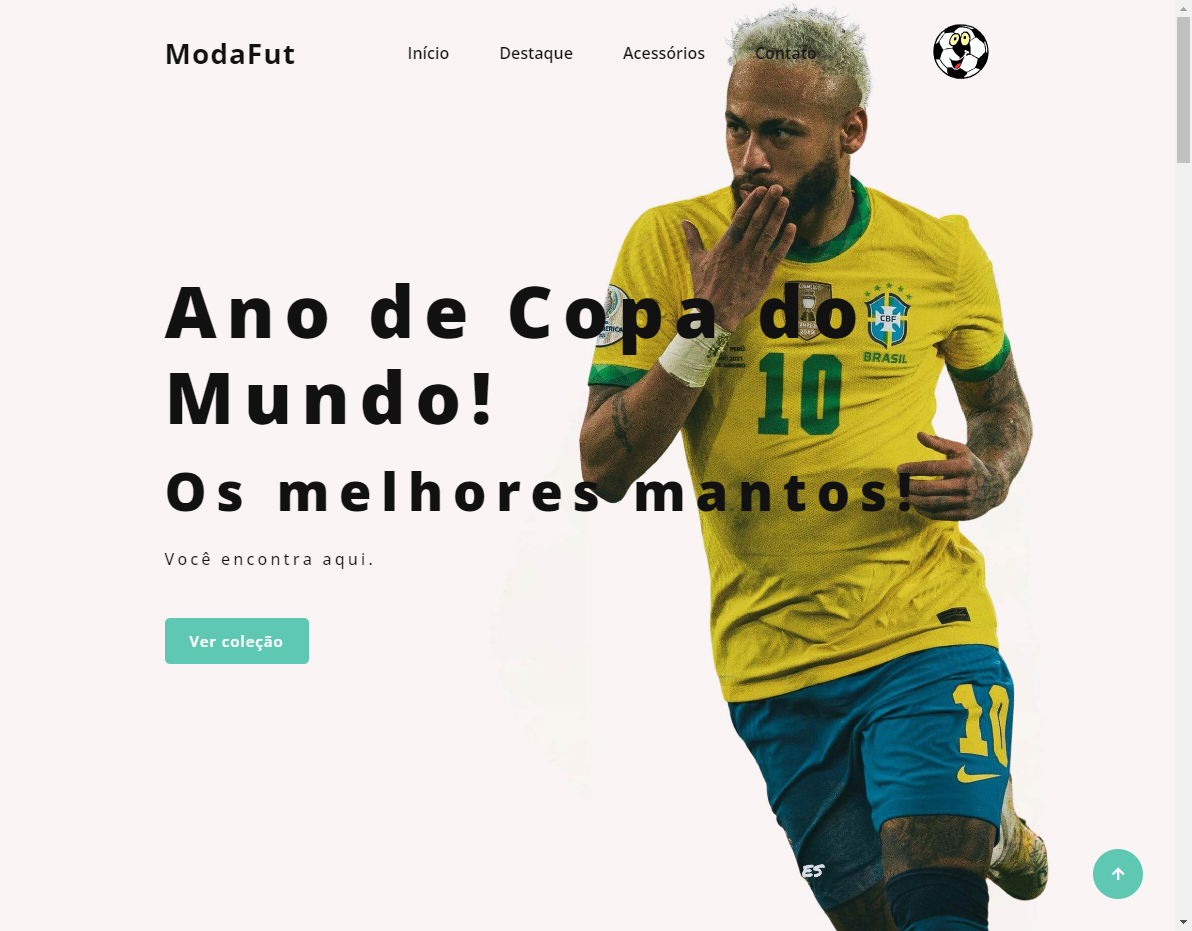 ModaFut
Início Destaque Acessórios Contato
Ano de Copa do
Mundo!
CBF
BRASIL
10
Os melhores mantos!
Você encontra aqui.
Ver coleção
10
ES